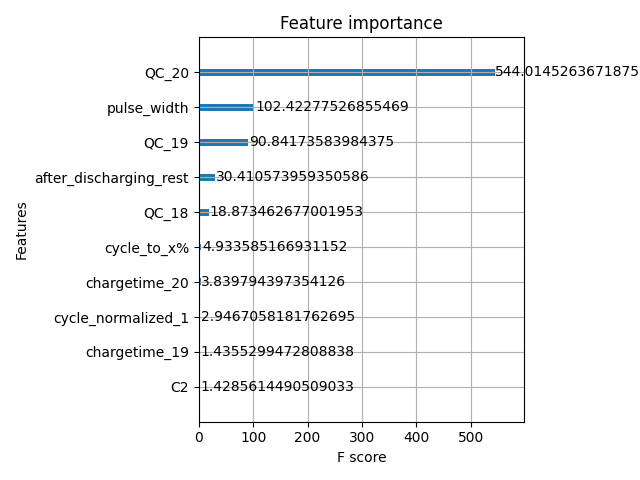 Feature importance
QC_20 544.0145263671875
pulse_width 102.42277526855469
QC_19 90.84173583984375
after_discharging_rest 30.410573959350586
QC_18 18.873462677001953
cycle_to_x% 4.933585166931152
chargetime_20 3.839794397354126
cycle_normalized_1 2.9467058181762695
chargetime_19 1.4355299472808838
C2 1.4285614490509033
Features
0 100 200 300 400 500
F score